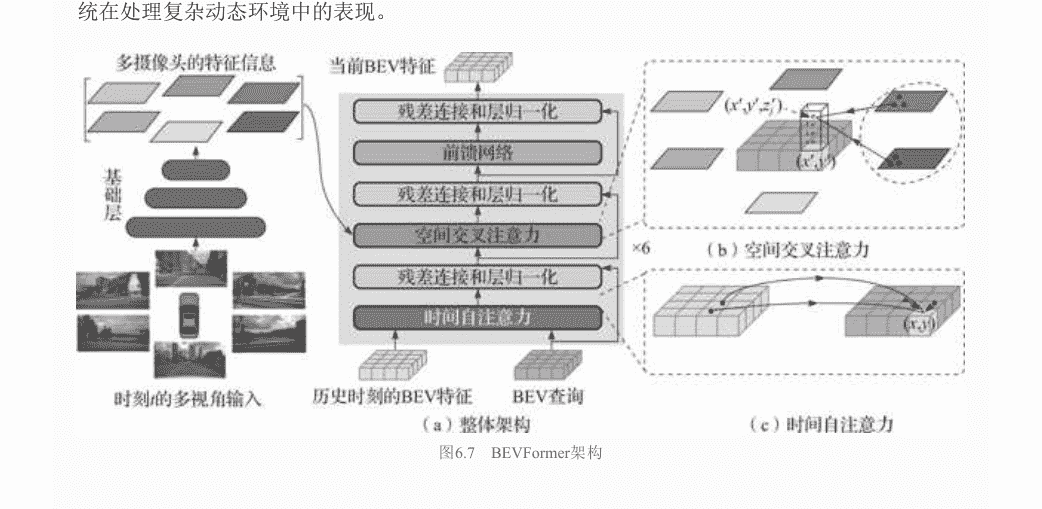 统在处理复杂动态环境中的表现。
多摄像头的特征信息
基础层
时刻t的多视角输入
当前BEV特征
残差连接和层归一化
前馈网络
残差连接和层归一化
空间交叉注意力
残差连接和层归一化
时间自注意力
×6
历史时刻的BEV特征
BEV查询
（a）整体架构
(x′,y′,z′)
(x′,y′)
（b）空间交叉注意力
(x,y)
（c）时间自注意力
图6.7 BEVFormer架构